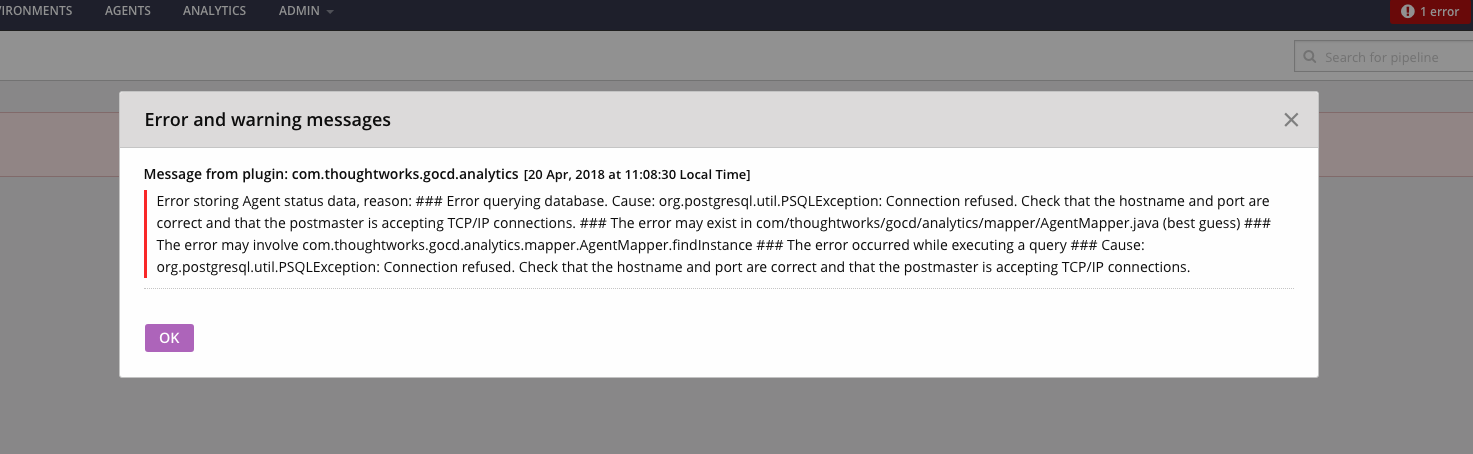 IRONMENTS AGENTS ANALYTICS ADMIN 1 error
Search for pipeline
Error and warning messages
Message from plugin: com.thoughtworks.gocd.analytics [20 Apr, 2018 at 11:08:30 Local Time]
Error storing Agent status data, reason: ### Error querying database. Cause: org.postgresql.util.PSQLException: Connection refused. Check that the hostname and port are
correct and that the postmaster is accepting TCP/IP connections. ### The error may exist in com/thoughtworks/gocd/analytics/mapper/AgentMapper.java (best guess) ###
The error may involve com.thoughtworks.gocd.analytics.mapper.AgentMapper.findInstance ### The error occurred while executing a query ### Cause:
org.postgresql.util.PSQLException: Connection refused. Check that the hostname and port are correct and that the postmaster is accepting TCP/IP connections.
OK